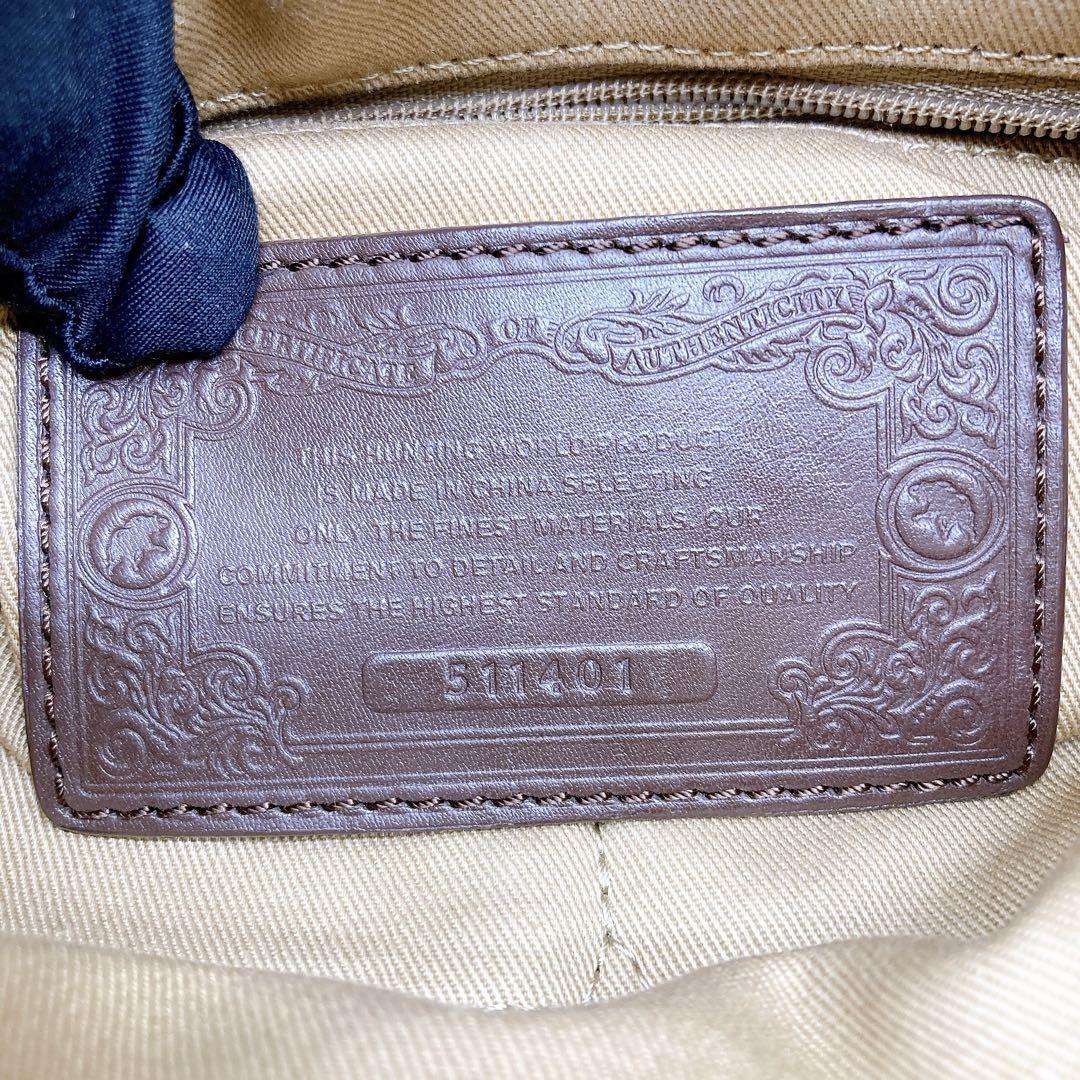 CERTIFICATE OF AUTHENTICITY
THIS HUNTING WORLD PRODUCT
IS MADE IN CHINA SELECTING
ONLY THE FINEST MATERIALS. OUR
COMMITMENT TO DETAIL AND CRAFTSMANSHIP
ENSURES THE HIGHEST STANDARD OF QUALITY
511401